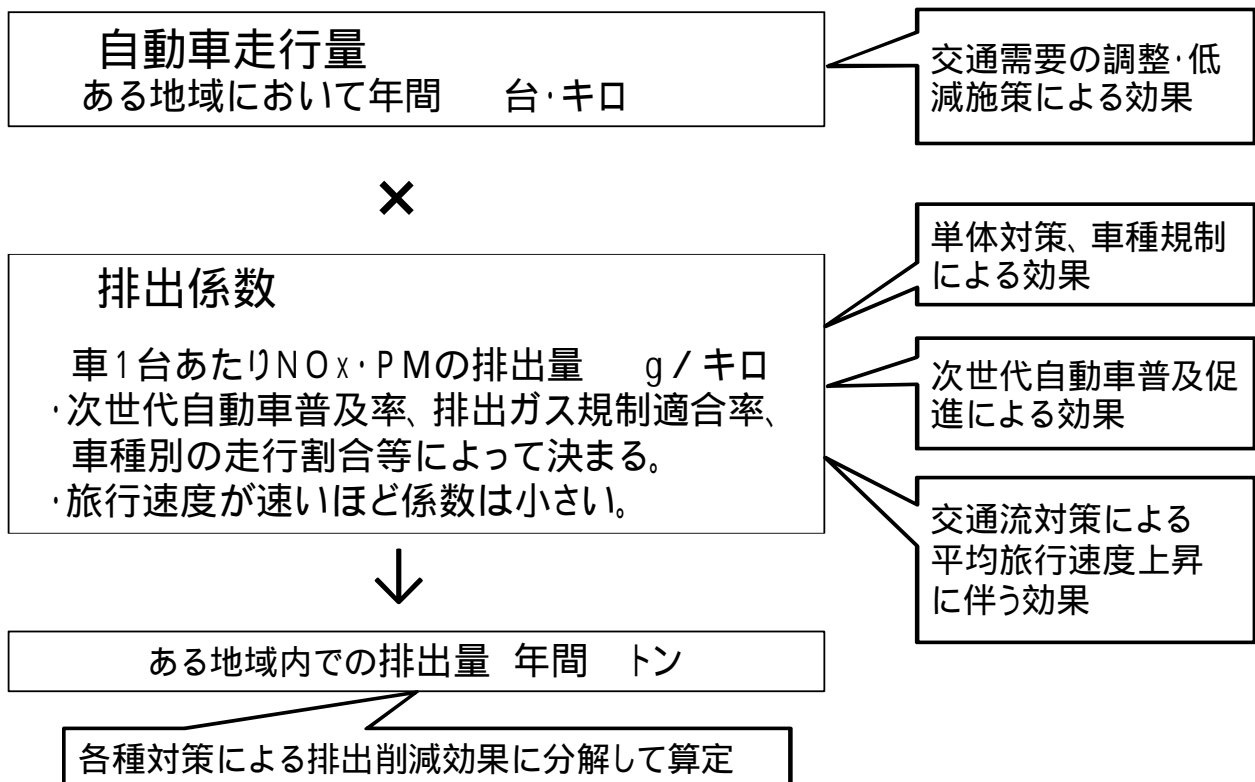 自動車走行量
ある地域において年間　　台・キロ
交通需要の調整・低
減施策による効果
×
単体対策、車種規制
による効果
排出係数
車1台あたりNOx・PMの排出量　　g/キロ
・次世代自動車普及率、排出ガス規制適合率、
車種別の走行割合等によって決まる。
・旅行速度が速いほど係数は小さい。
次世代自動車普及促
進による効果
交通流対策による
平均旅行速度上昇
に伴う効果
↓
ある地域内での排出量 年間　トン
各種対策による排出削減効果に分解して算定